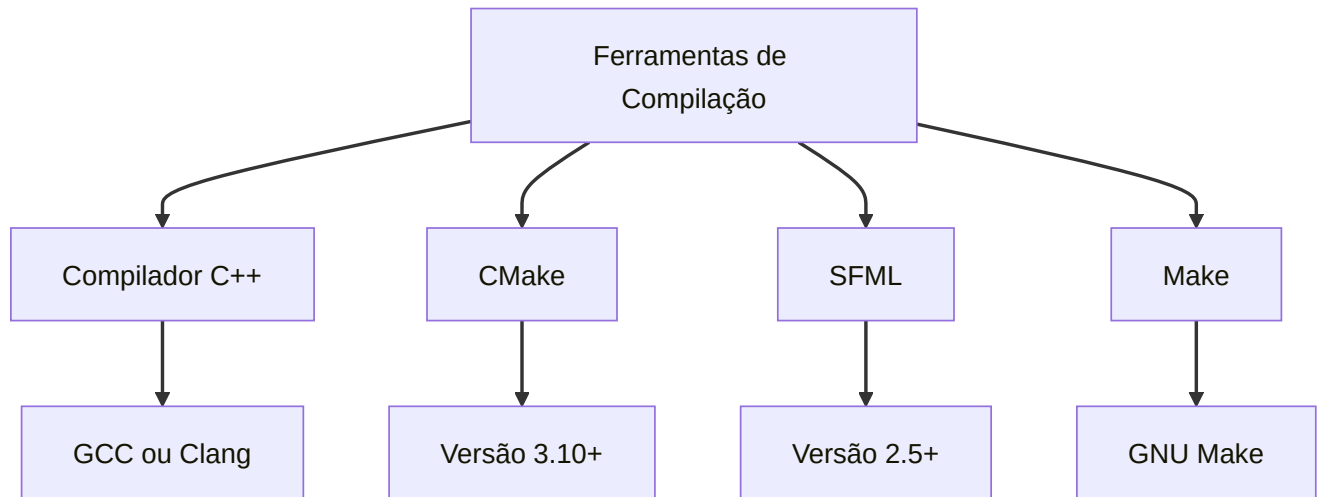 Ferramentas de
Compilação
Compilador C++
CMake
SFML
Make
GCC ou Clang
Versão 3.10+
Versão 2.5+
GNU Make